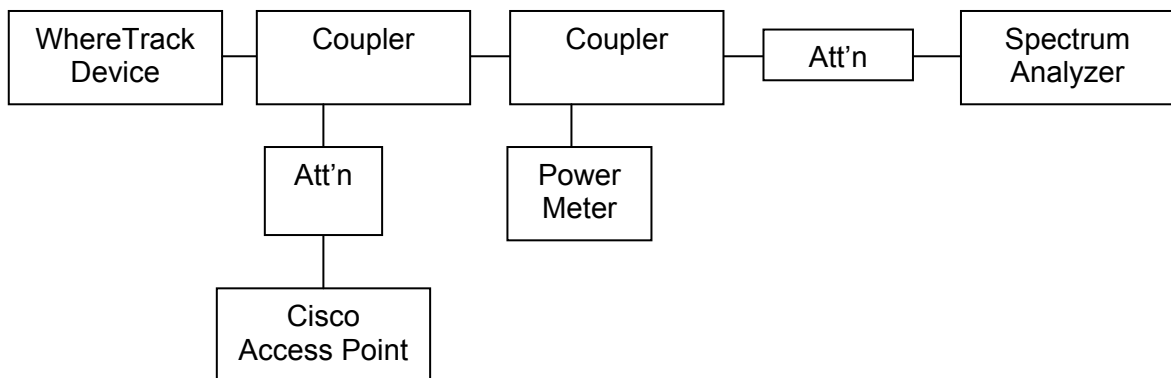 WhereTrack
Device
Coupler
Coupler
Att'n
Spectrum
Analyzer
Att'n
Power
Meter
Cisco
Access Point